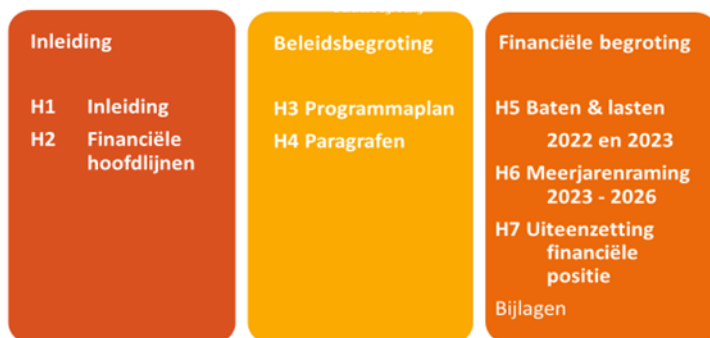 Inleiding
H1 Inleiding
H2 Financiële
hoofdlijnen
Beleidsbegroting
H3 Programmaplan
H4 Paragrafen
Financiële begroting
H5 Baten & lasten
2022 en 2023
H6 Meerjarenraming
2023 - 2026
H7 Uiteenzetting
financiële
positie
Bijlagen